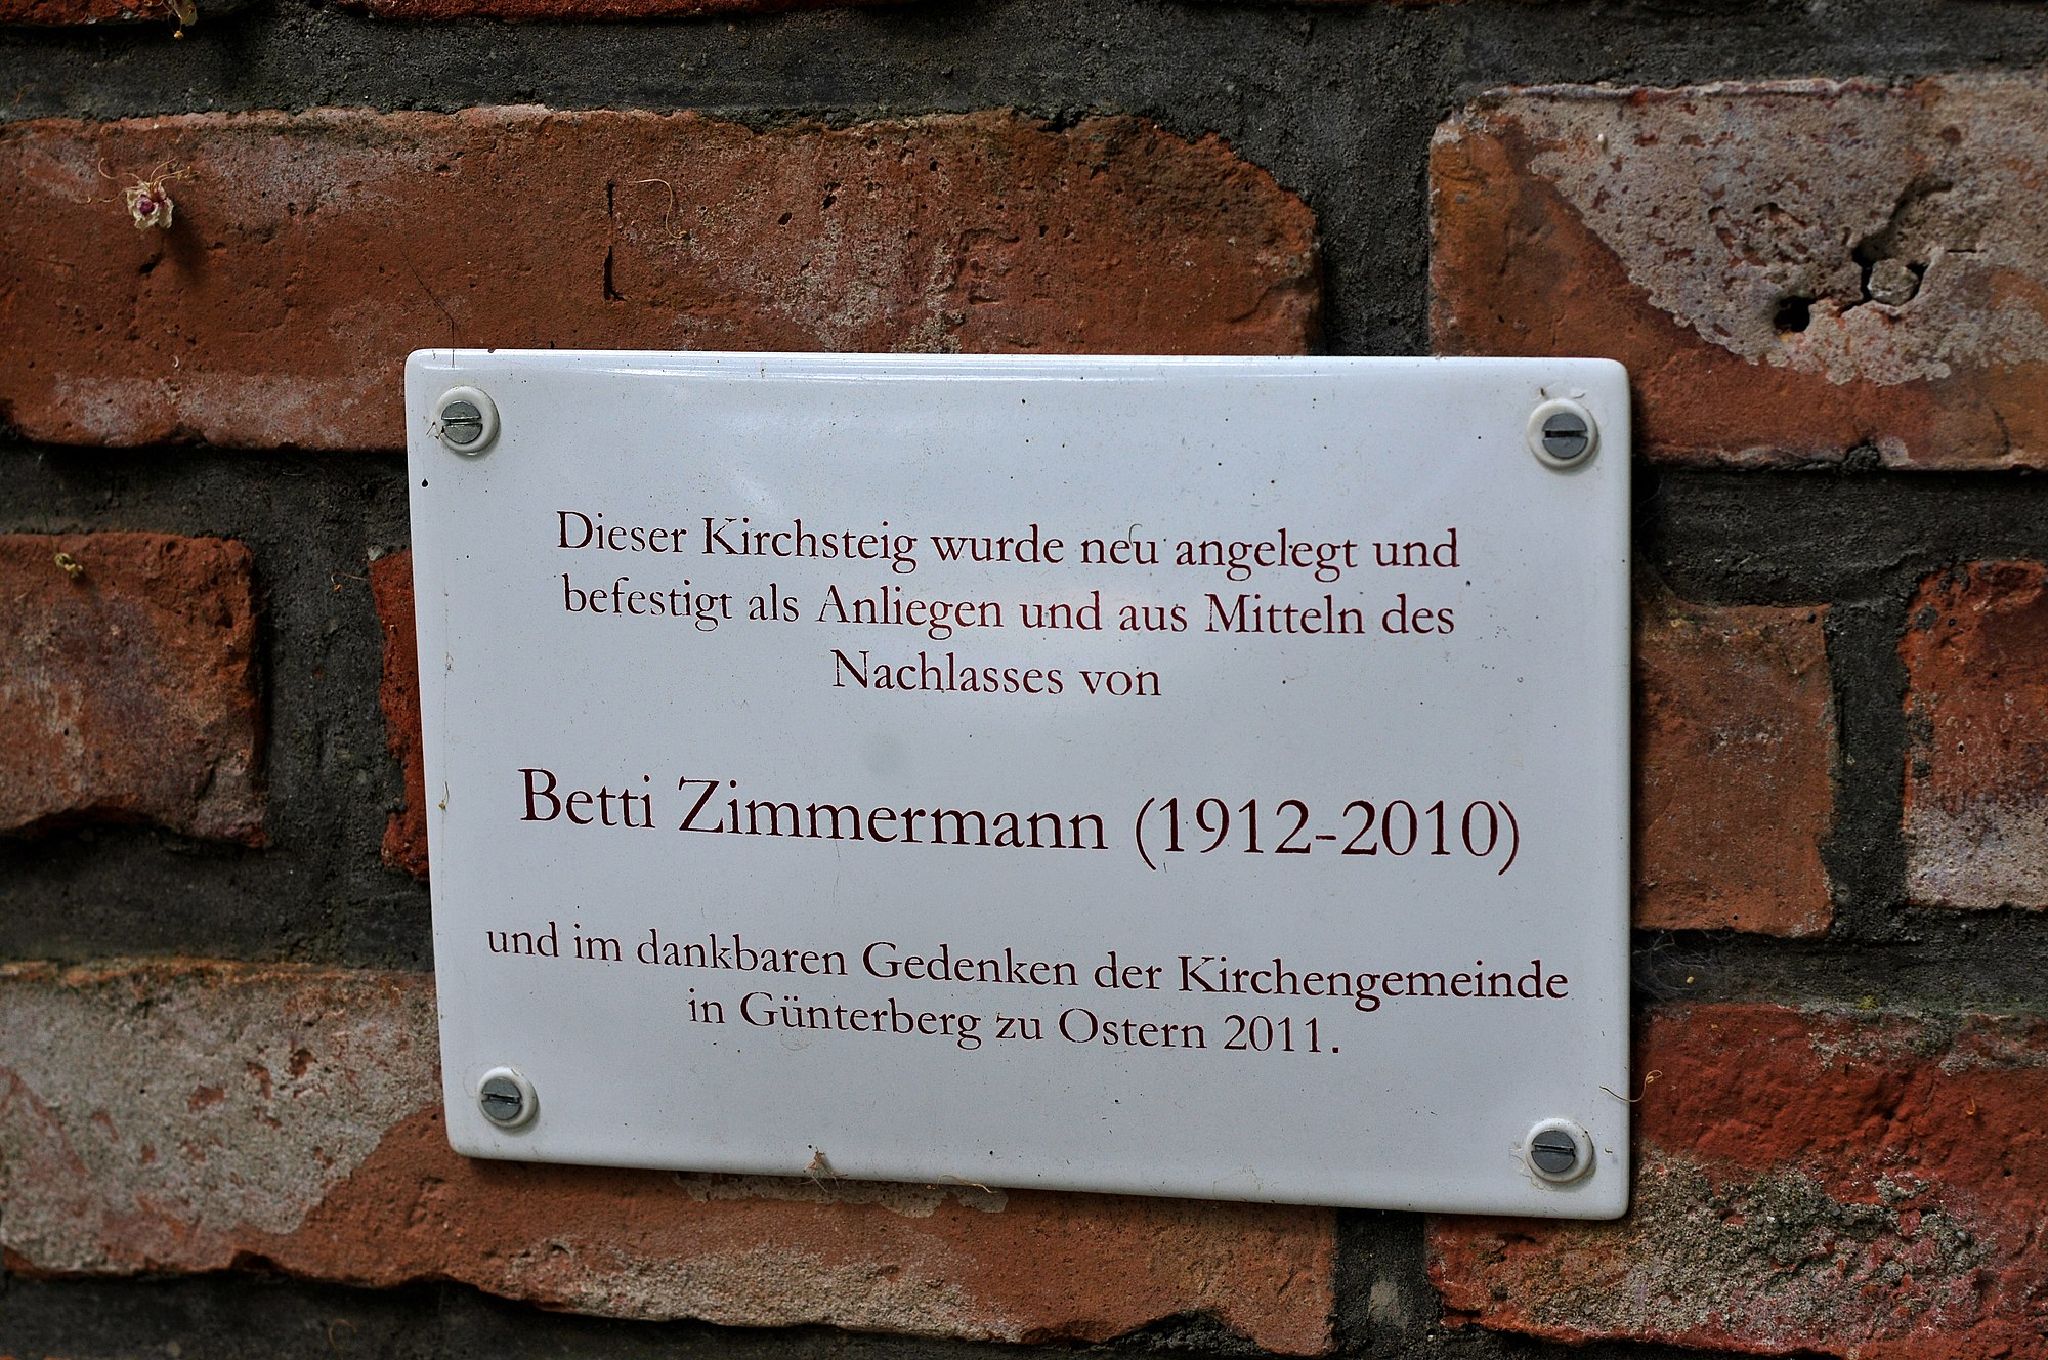 Dieser Kirchsteig wurde neu angelegt und
befestigt als Anliegen und aus Mitteln des
Nachlasses von
Betti Zimmermann (1912-2010)
und im dankbaren Gedenken der Kirchengemeinde
in Günterberg zu Ostern 2011.